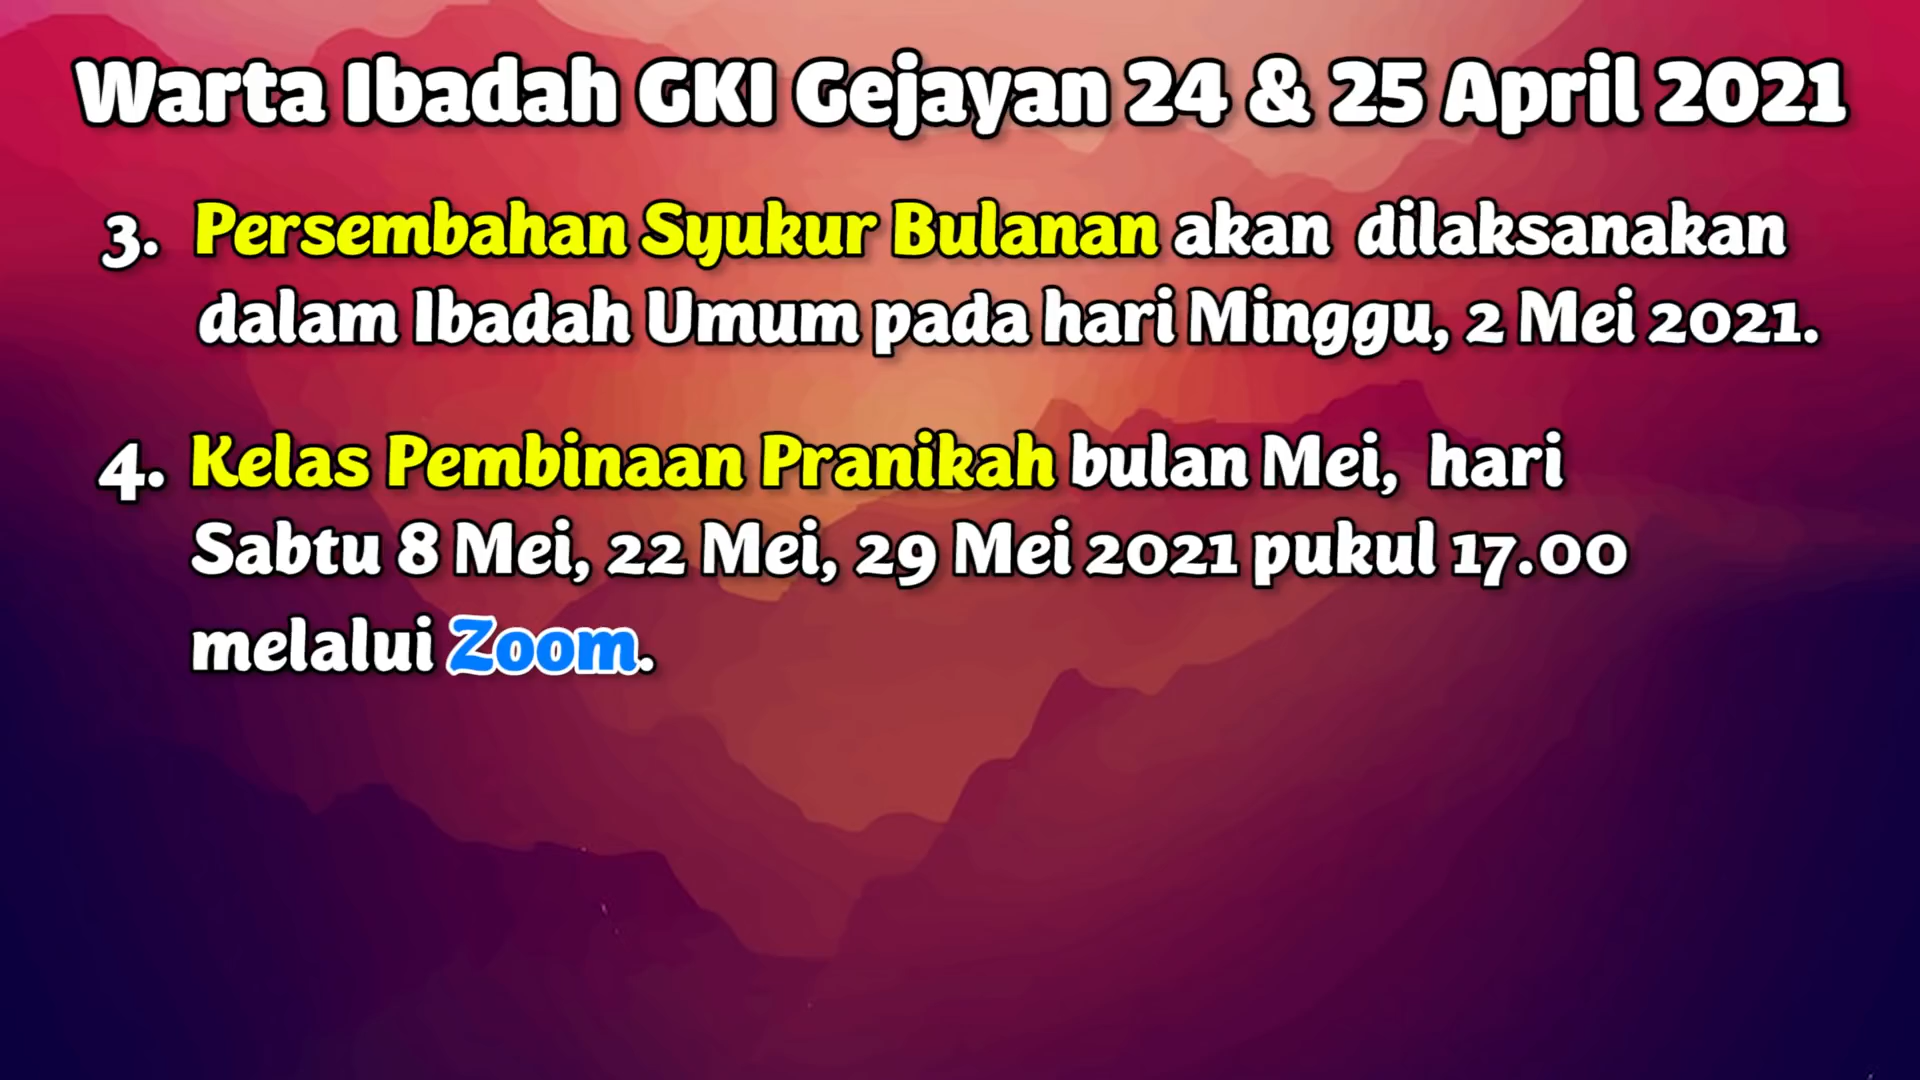 Warta Ibadah GKI Gejayan 24 & 25 April 2021
3. Persembahan Syukur Bulanan akan dilaksanakan
dalam Ibadah Umum pada hari Minggu, 2 Mei 2021.
4. Kelas Pembinaan Pranikah bulan Mei, hari
Sabtu 8 Mei, 22 Mei, 29 Mei 2021 pukul 17.00
melalui Zoom.